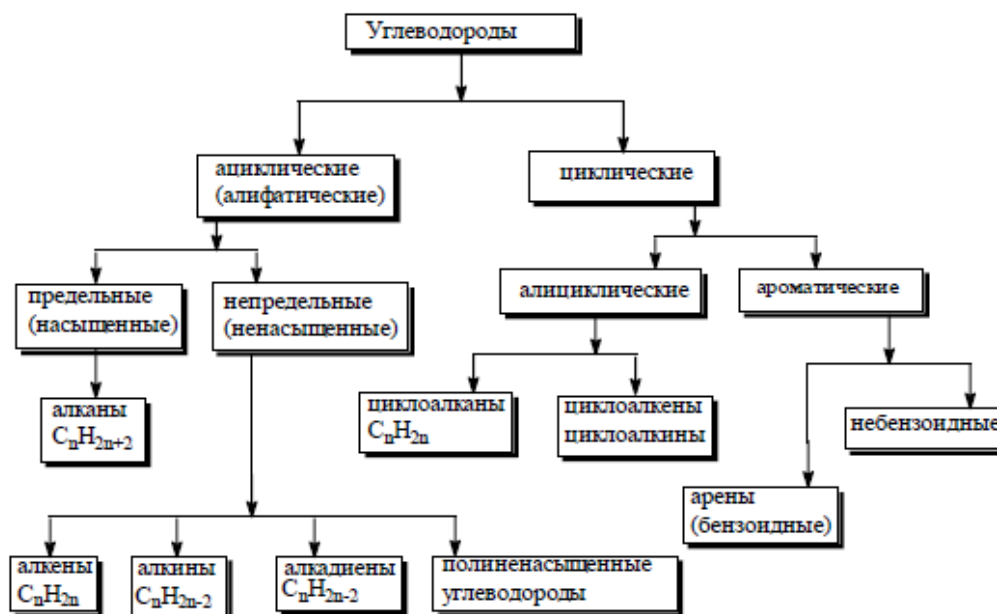 Углеводороды
ациклические
(алифатические)
циклические
предельные
(насыщенные)
непредельные
(ненасыщенные)
алициклические
ароматические
алканы
CnH2n+2
циклоалканы
CnH2n
циклоалкены
циклоалкины
небензоидные
арены
(бензоидные)
алкены
CnH2n
алкины
CnH2n-2
алкадиены
CnH2n-2
полиненасыщенные
углеводороды